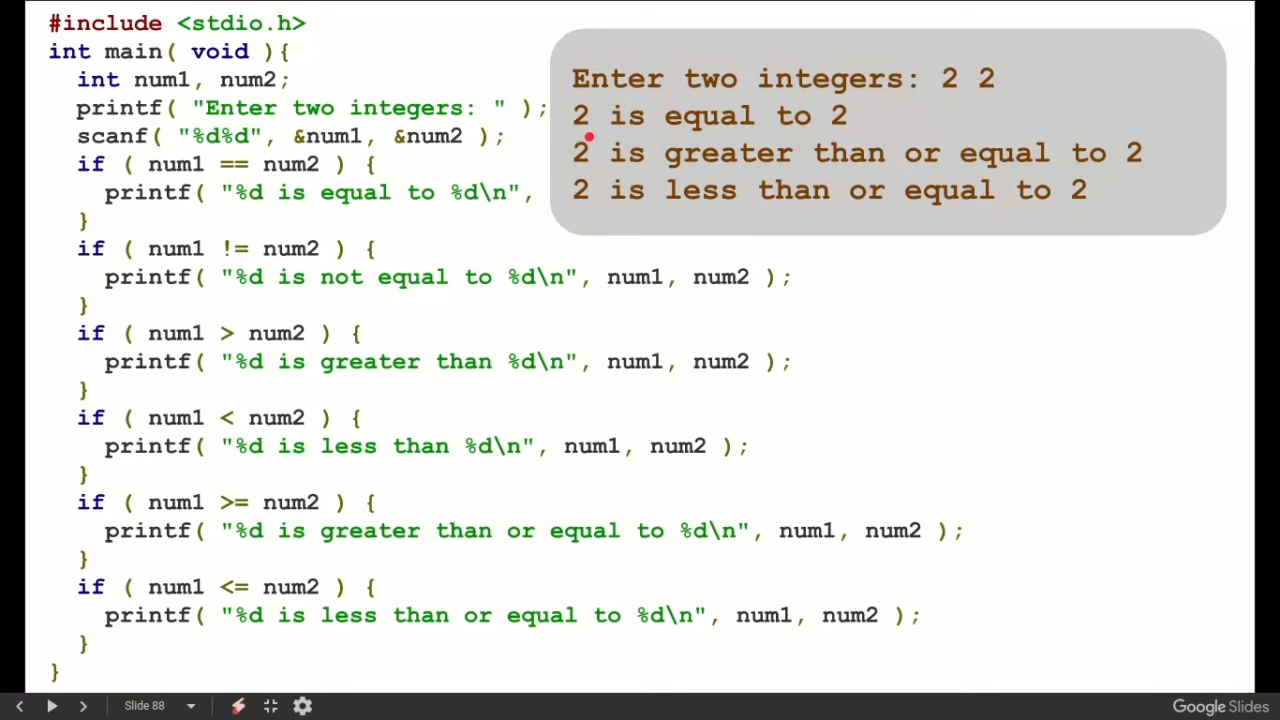 #include <stdio.h>
int main( void ){
int num1, num2;
printf( "Enter two integers: " );
scanf( "%d%d", &num1, &num2 );
if ( num1 == num2 ) {
printf( "%d is equal to %d\n",
}
if ( num1 != num2 ) {
printf( "%d is not equal to %d\n", num1, num2 );
}
if ( num1 > num2 ) {
printf( "%d is greater than %d\n", num1, num2 );
}
if ( num1 < num2 ) {
printf( "%d is less than %d\n", num1, num2 );
}
if ( num1 >= num2 ) {
printf( "%d is greater than or equal to %d\n", num1, num2 );
}
if ( num1 <= num2 ) {
printf( "%d is less than or equal to %d\n", num1, num2 );
}
}
Enter two integers: 2 2
2 is equal to 2
2 is greater than or equal to 2
2 is less than or equal to 2
Slide 88
Google Slides